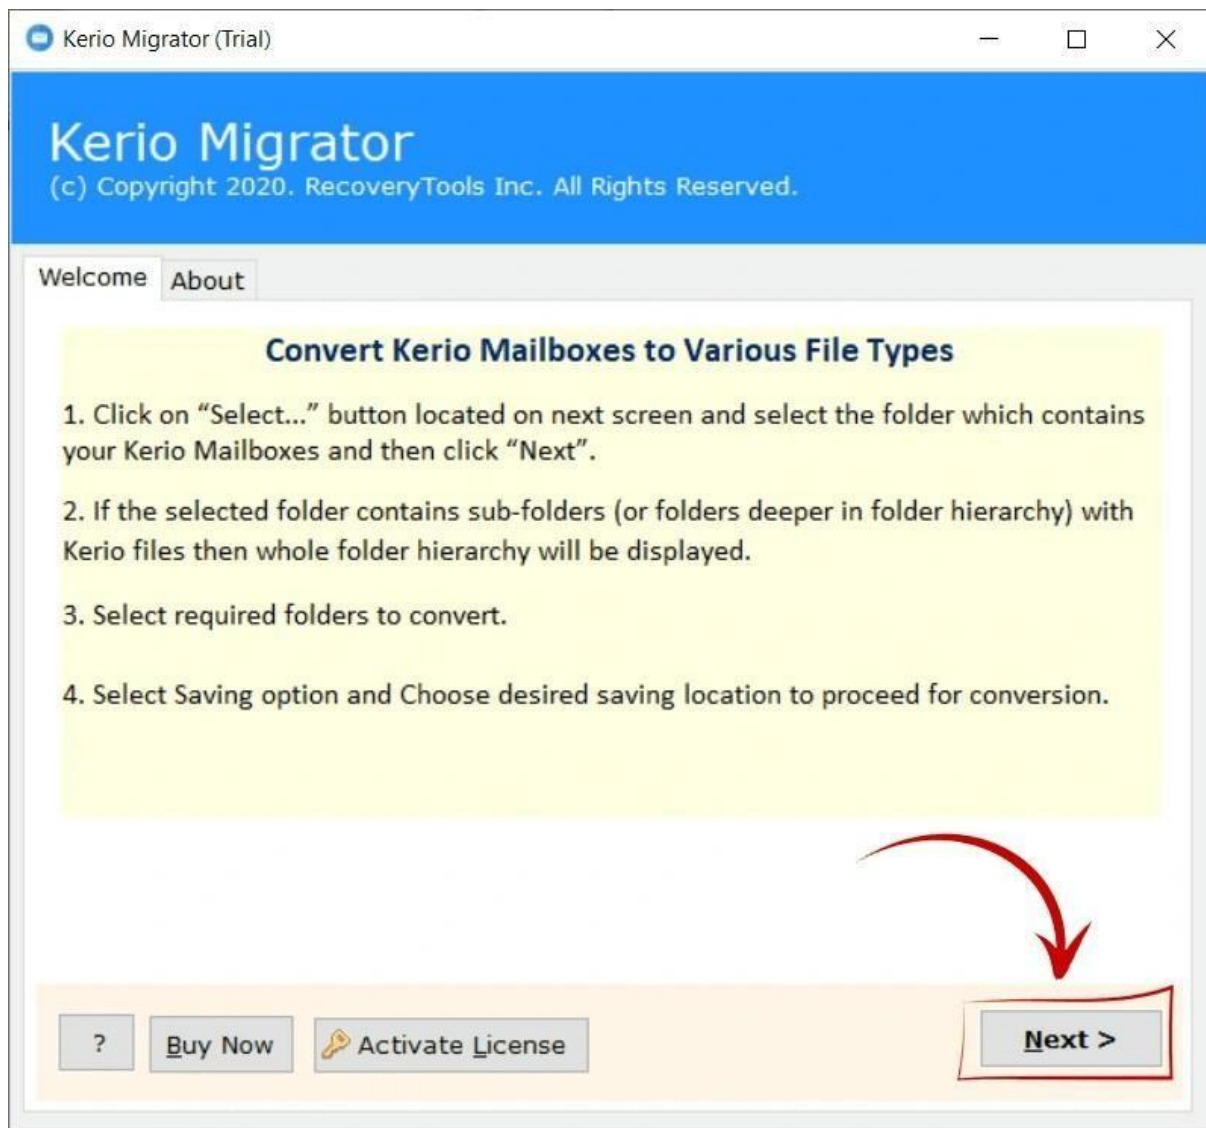 Kerio Migrator (Trial)
Kerio Migrator
(c) Copyright 2020. RecoveryTools Inc. All Rights Reserved.
Welcome
About
Convert Kerio Mailboxes to Various File Types
1. Click on “Select...” button located on next screen and select the folder which contains
your Kerio Mailboxes and then click “Next”.
2. If the selected folder contains sub-folders (or folders deeper in folder hierarchy) with
Kerio files then whole folder hierarchy will be displayed.
3. Select required folders to convert.
4. Select Saving option and Choose desired saving location to proceed for conversion.
?
Buy Now
Activate License
Next >